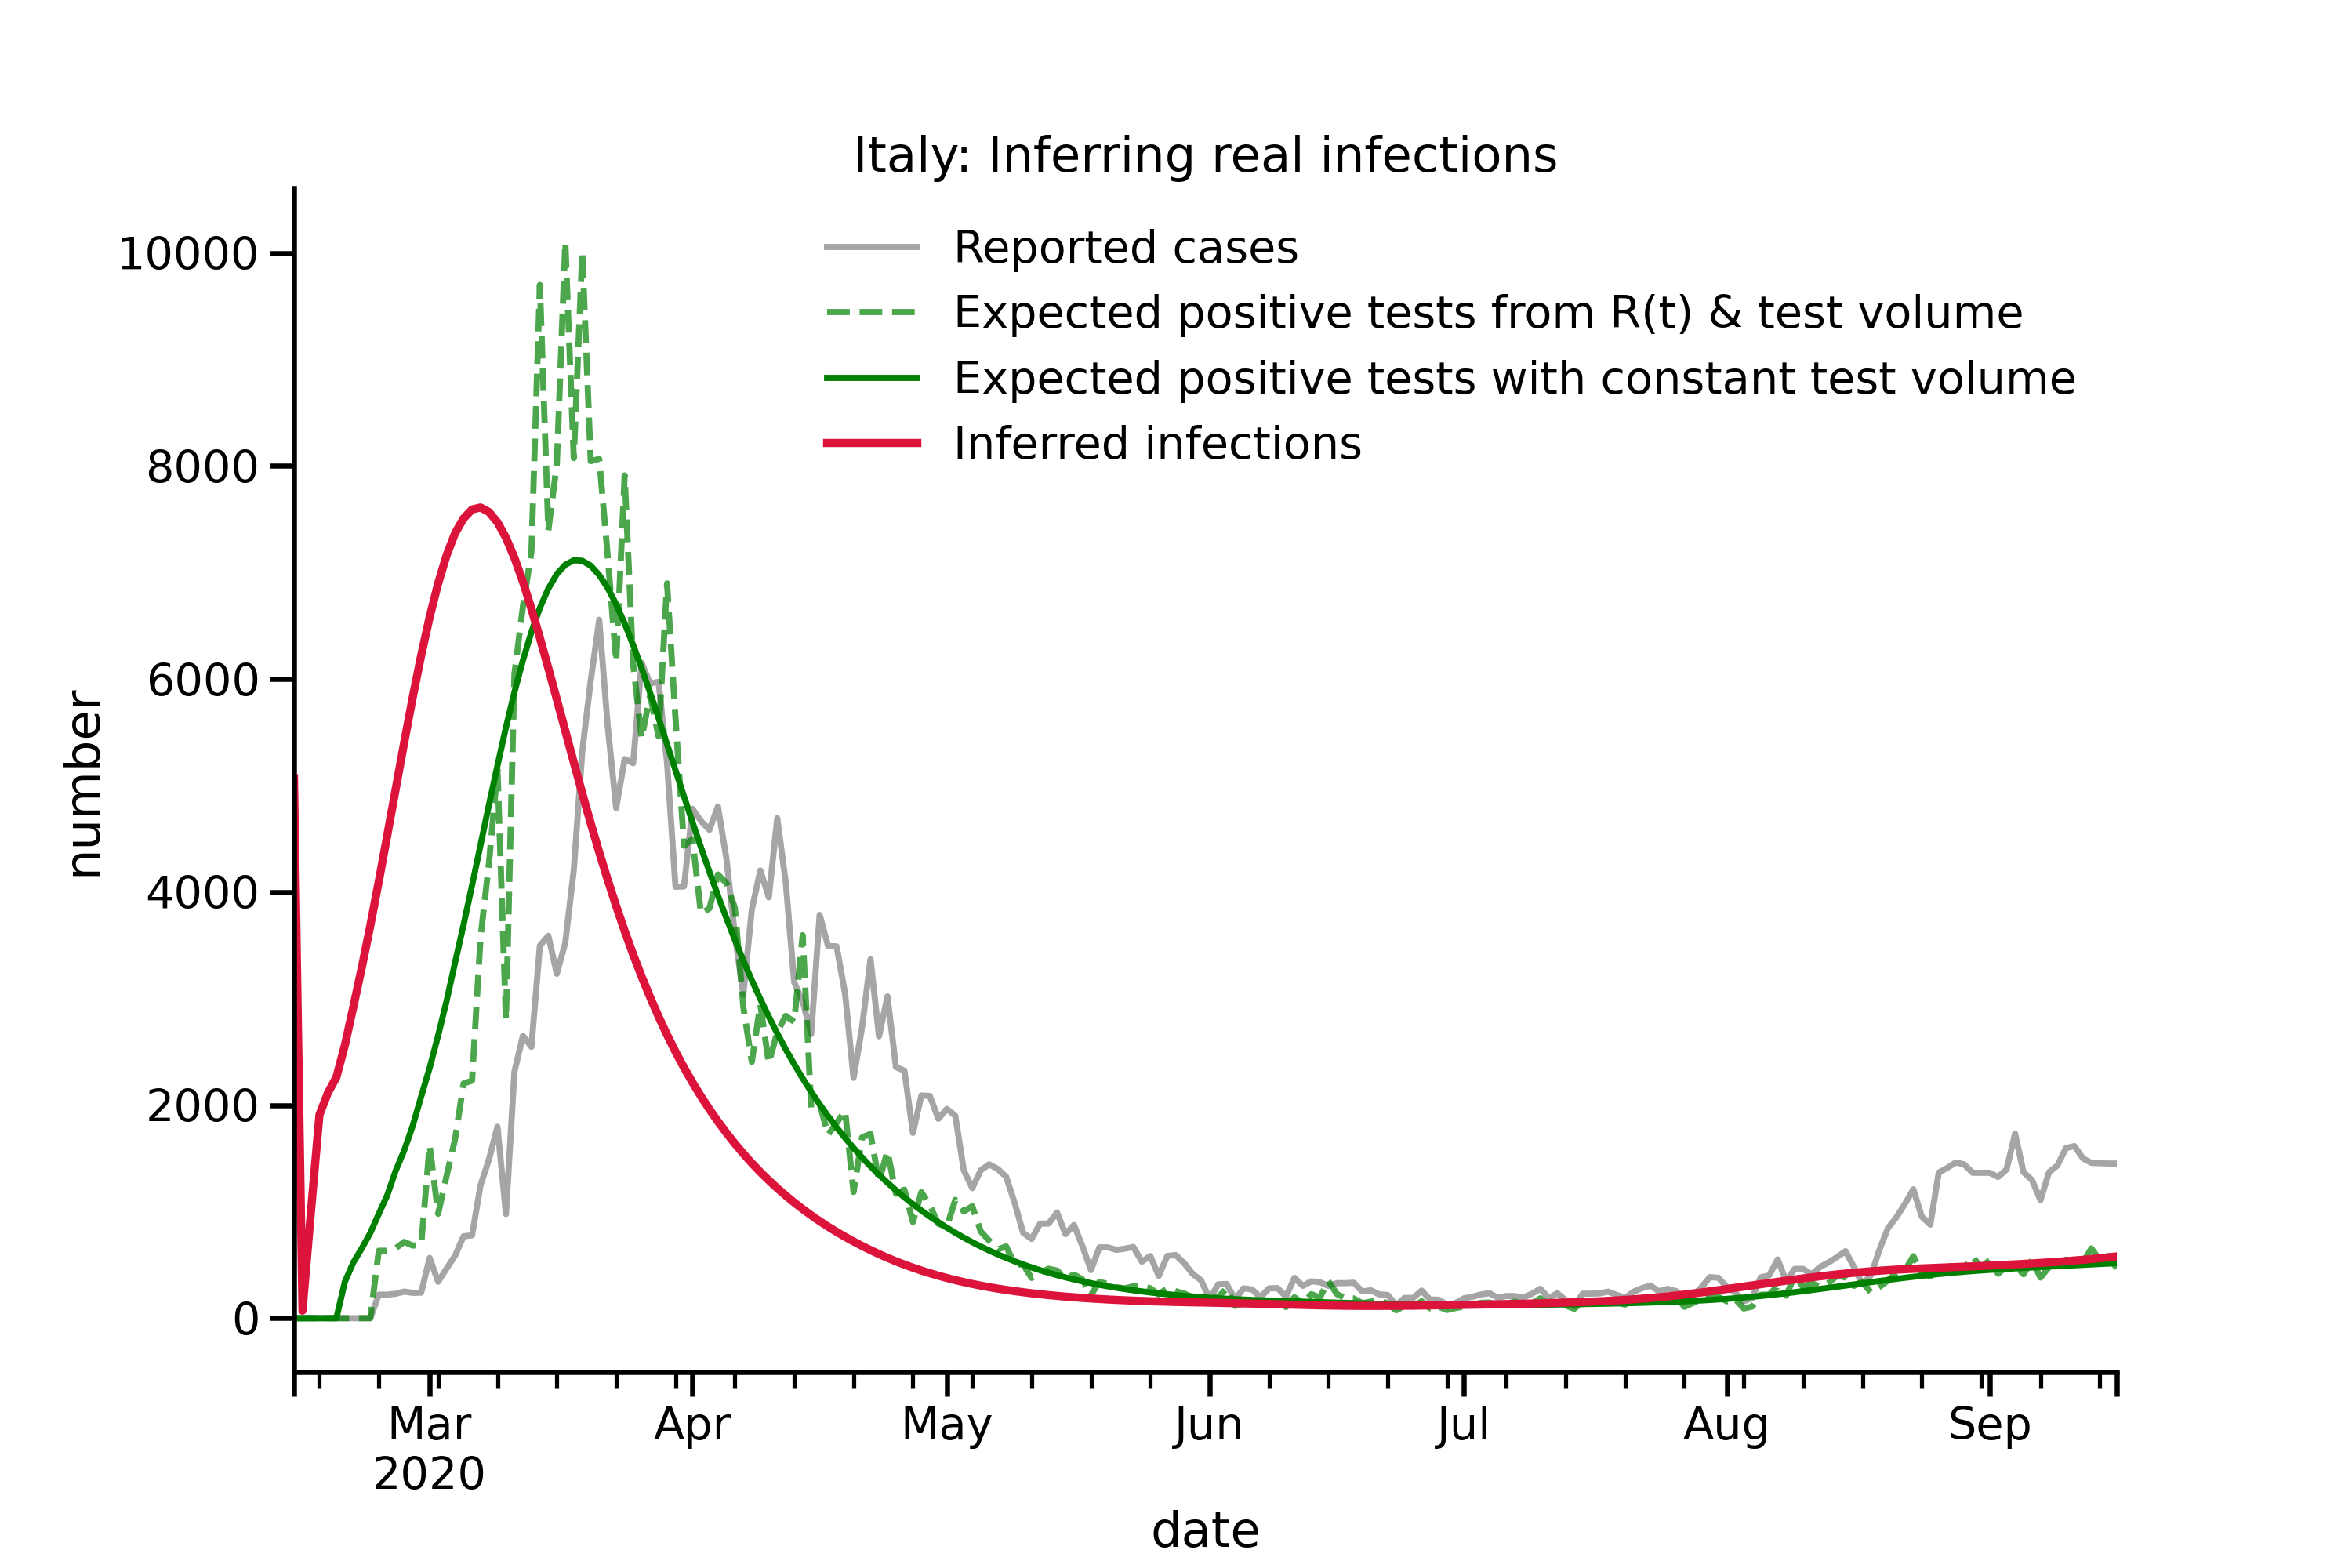 Italy: Inferring real infections
Reported cases
Expected positive tests from R(t) & test volume
Expected positive tests with constant test volume
Inferred infections
10000
8000
6000
4000
2000
0
number
Mar
2020
Apr
May
Jun
Jul
Aug
Sep
date